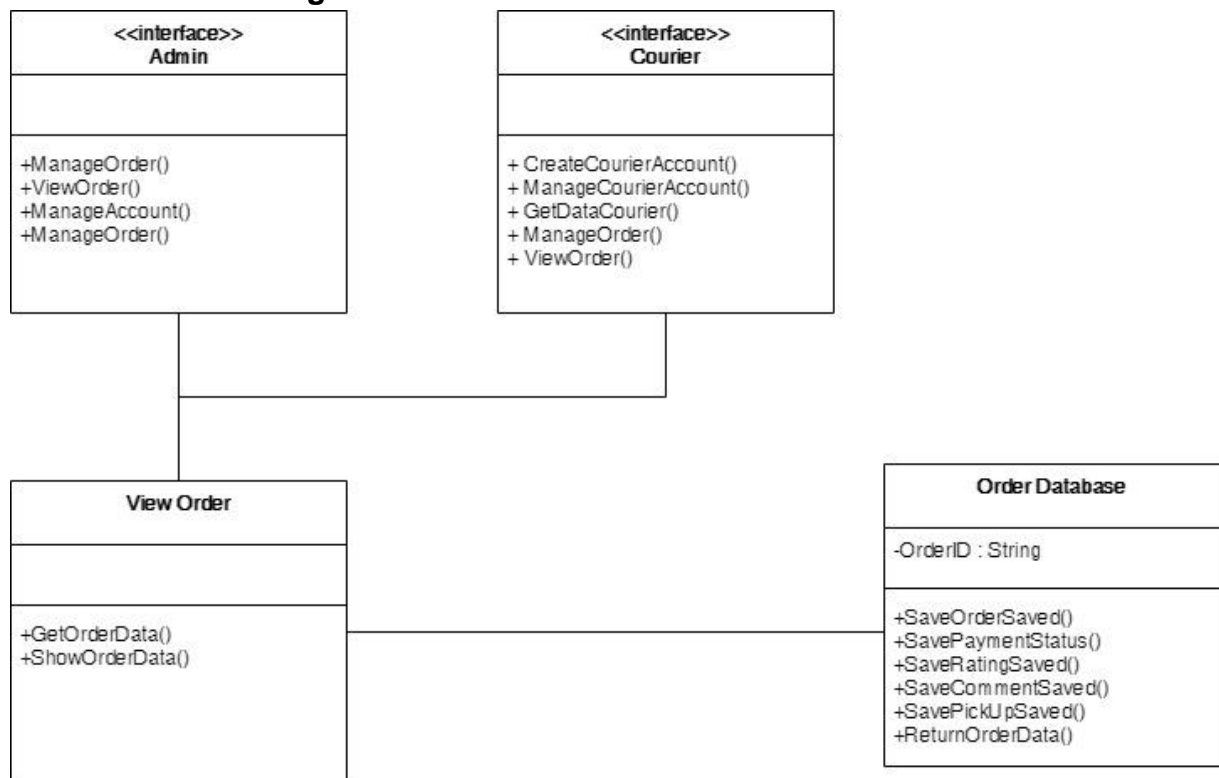 <<interface>>
Admin
+ManageOrder()
+ViewOrder()
+ManageAccount()
+ManageOrder()
<<interface>>
Courier
+ CreateCourierAccount()
+ ManageCourierAccount()
+ GetDataCourier()
+ ManageOrder()
+ ViewOrder()
View Order
+GetOrderData()
+ShowOrderData()
Order Database
-OrderID : String
+SaveOrderSaved()
+SavePaymentStatus()
+SaveRatingSaved()
+SaveCommentSaved()
+SavePickUpSaved()
+ReturnOrderData()